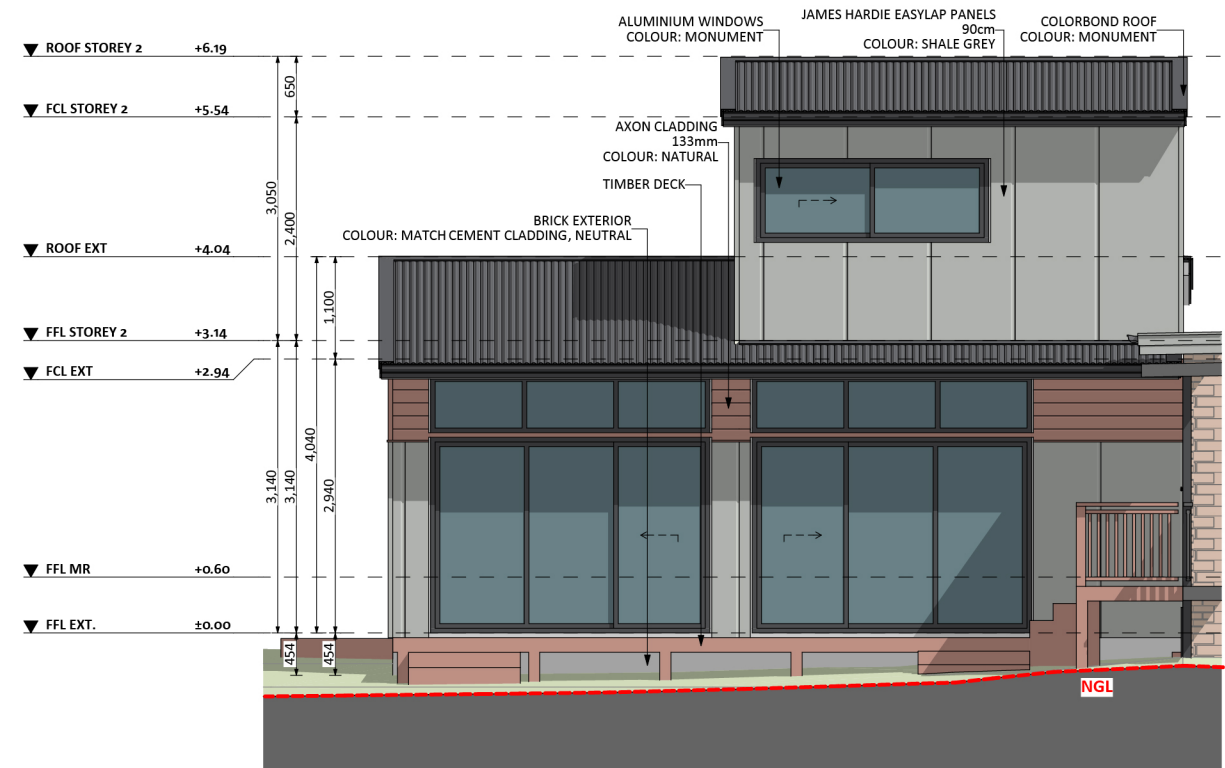 ALUMINIUM WINDOWS
COLOUR: MONUMENT
JAMES HARDIE EASYLAP PANELS
90cm
COLOUR: SHALE GREY
COLORBOND ROOF
COLOUR: MONUMENT
ROOF STOREY 2 +6.19
650
FCL STOREY 2 +5.54
AXON CLADDING
133mm
COLOUR: NATURAL
TIMBER DECK
3,050
2,400
BRICK EXTERIOR
COLOUR: MATCH CEMENT CLADDING, NEUTRAL
ROOF EXT +4.04
1,100
FFL STOREY 2 +3.14
FCL EXT +2.94
4,040
3,140
3,140
2,940
FFL MR +0.60
FFL EXT. ±0.00
454
454
NGL